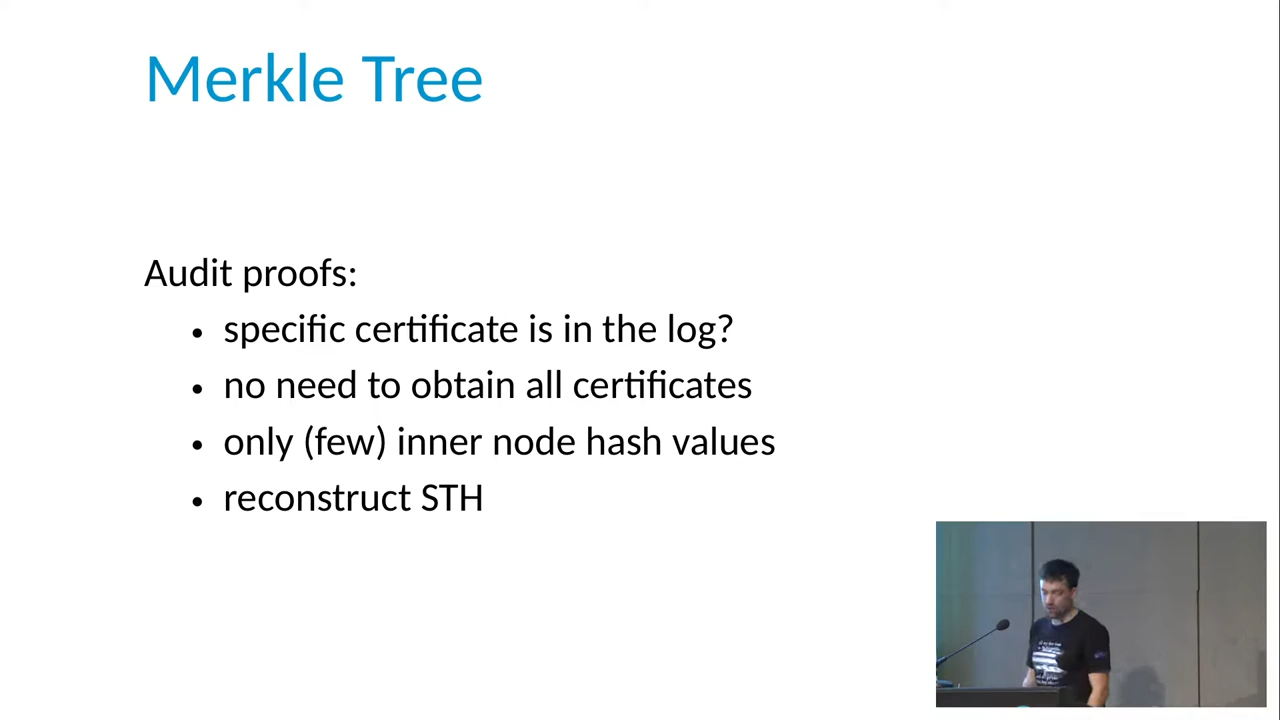 Merkle Tree
Audit proofs:
• specific certificate is in the log?
• no need to obtain all certificates
• only (few) inner node hash values
• reconstruct STH